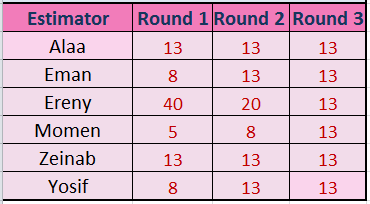 Estimator Round 1 Round 2 Round 3
Alaa 13 13 13
Eman 8 13 13
Ereny 40 20 13
Momen 5 8 13
Zeinab 13 13 13
Yosif 8 13 13